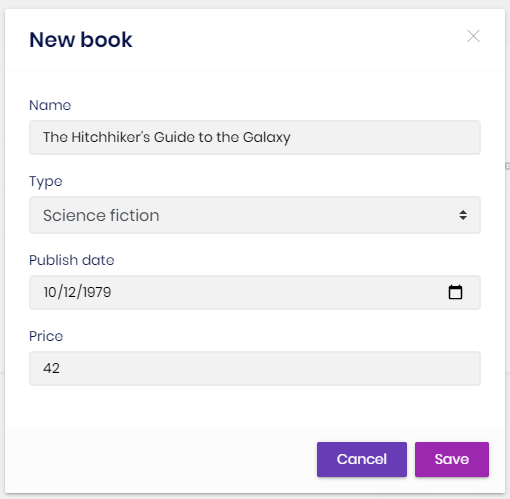 New book
Name
The Hitchhiker's Guide to the Galaxy
Type
Science fiction
Publish date
10/12/1979
Price
42
Cancel Save